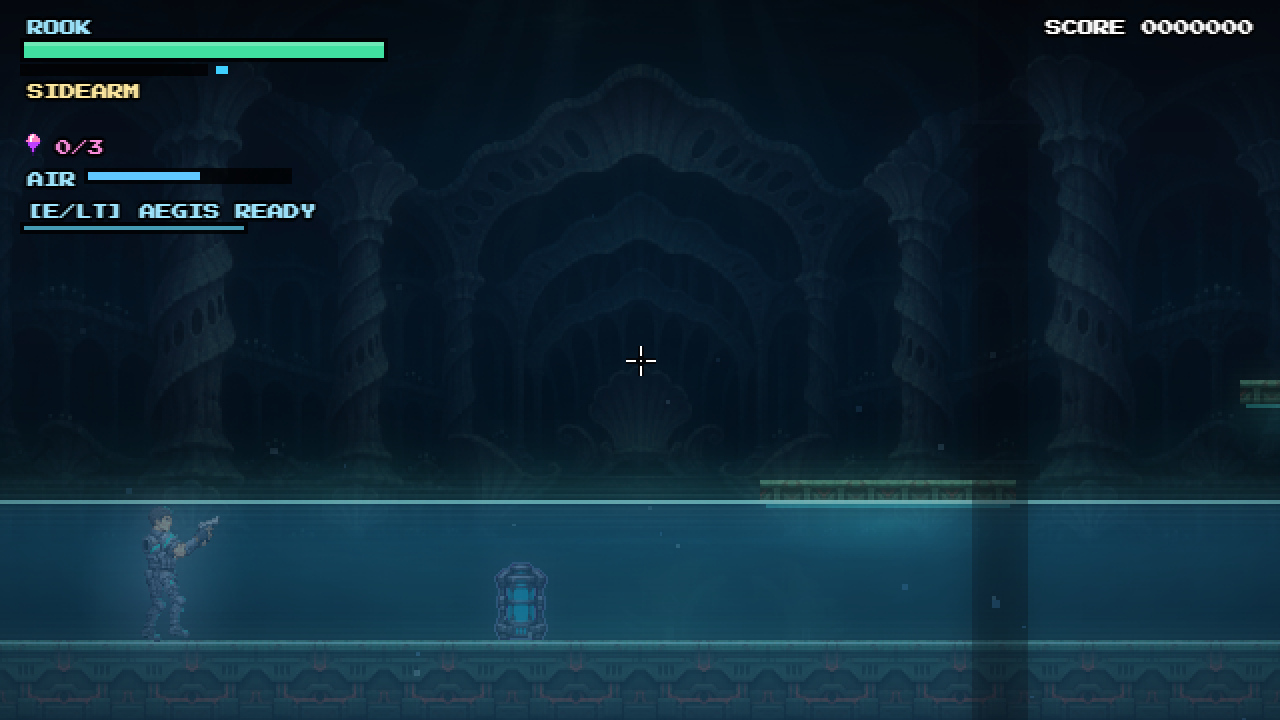 ROOK
SCORE 0000000
SIDEARM
0/3
AIR
[E/LT] AEGIS READY